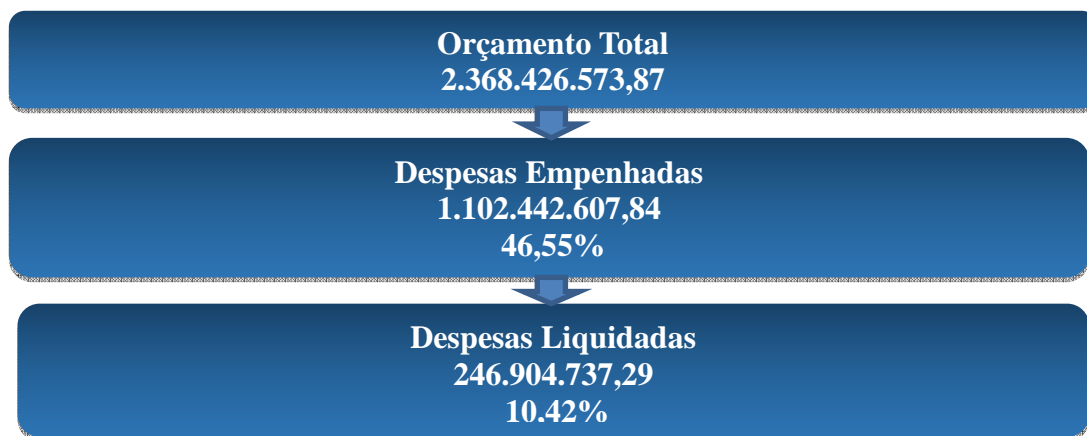 Orçamento Total
2.368.426.573,87
Despesas Empenhadas
1.102.442.607,84
46,55%
Despesas Liquidadas
246.904.737,29
10,42%